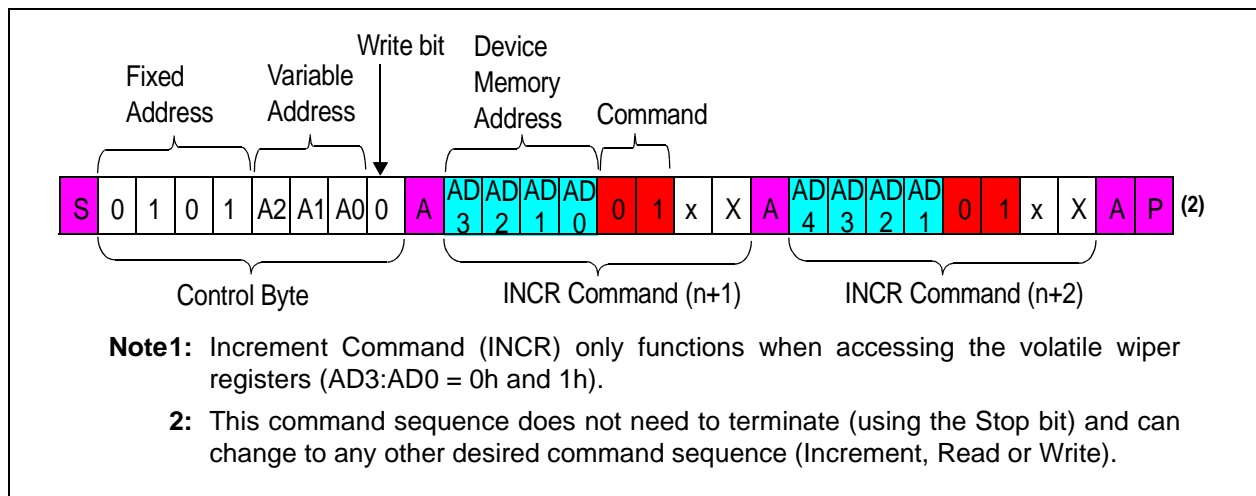 Write bit
Device
Memory
Address
Fixed
Address
Variable
Address
Command
S 0 1 0 1 A2 A1 A0 0 A AD3 AD2 AD1 AD0 0 1 x X A AD4 AD3 AD2 AD1 0 1 x X A P (2)
Control Byte
INCR Command (n+1)
INCR Command (n+2)
Note1: Increment Command (INCR) only functions when accessing the volatile wiper
registers (AD3:AD0 = 0h and 1h).
2: This command sequence does not need to terminate (using the Stop bit) and can
change to any other desired command sequence (Increment, Read or Write).